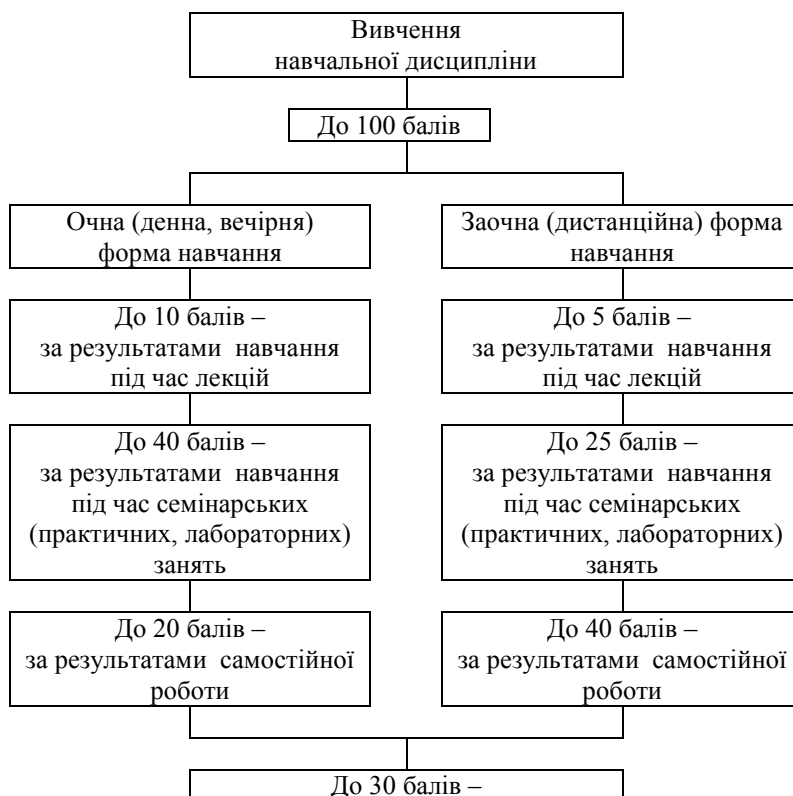 Вивчення
навчальної дисципліни
До 100 балів
Очна (денна, вечірня)
форма навчання
Заочна (дистанційна) форма
навчання
До 10 балів –
за результатами навчання
під час лекцій
До 5 балів –
за результатами навчання
під час лекцій
До 40 балів –
за результатами навчання
під час семінарських
(практичних, лабораторних)
занять
До 25 балів –
за результатами навчання
під час семінарських
(практичних, лабораторних)
занять
До 20 балів –
за результатами самостійної
роботи
До 40 балів –
за результатами самостійної
роботи
До 30 балів –